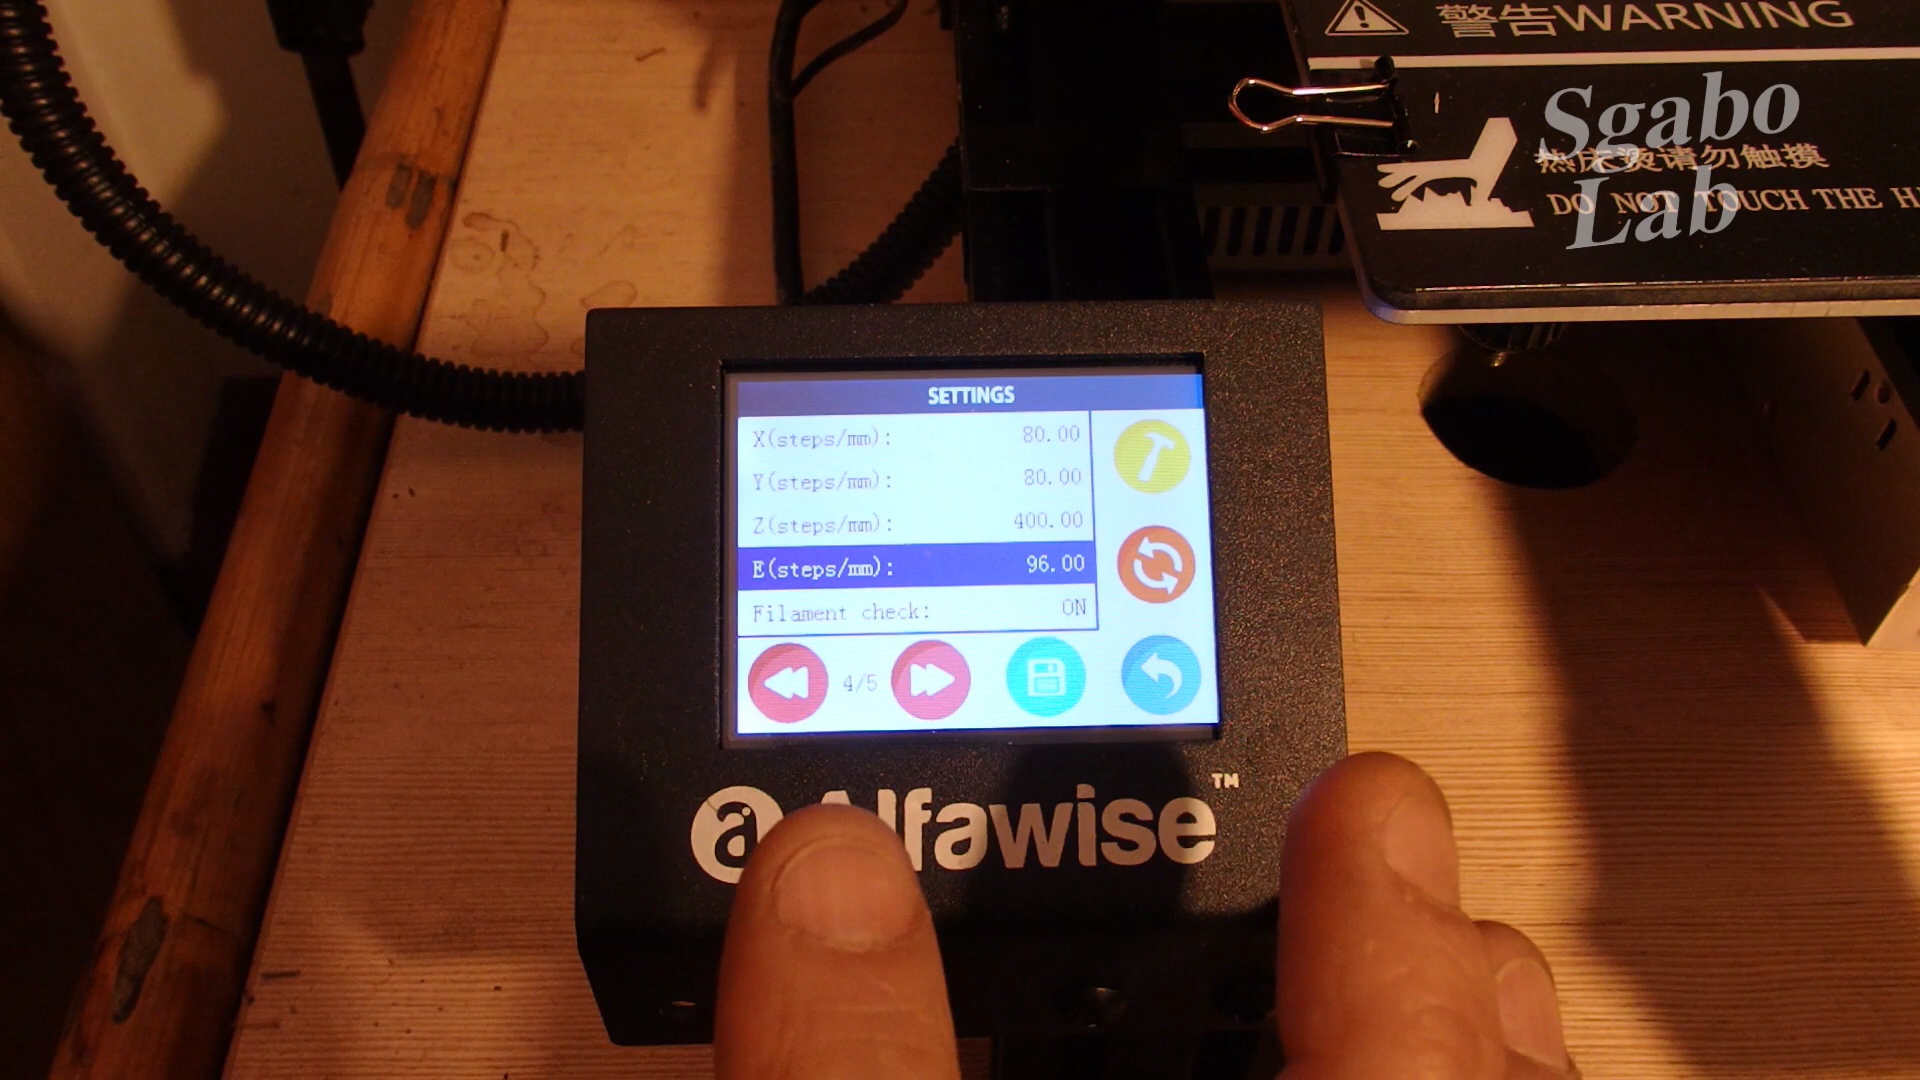 警告WARNING
Sgabo
Lab
热床烫请勿触摸
DO NOT TOUCH THE H
SETTINGS
X(steps/mm): 80.00
Y(steps/mm): 80.00
Z(steps/mm): 400.00
E(steps/mm): 96.00
Filament check: ON
4/5
a Alfawise™